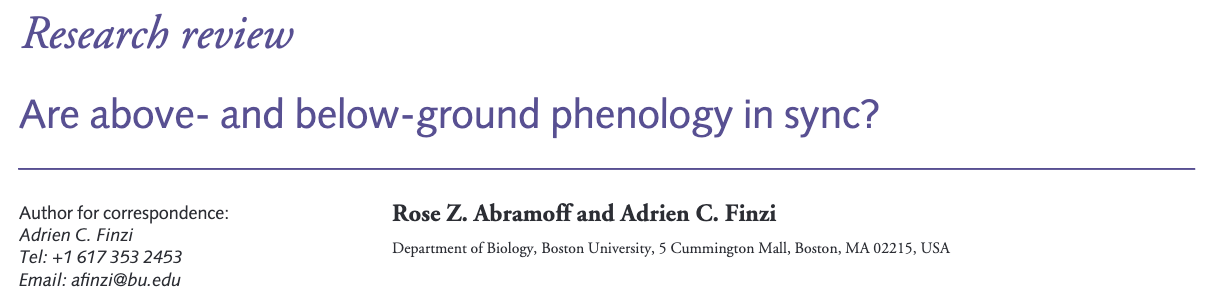 Research review
Are above- and below-ground phenology in sync?
Author for correspondence:
Adrien C. Finzi
Tel: +1 617 353 2453
Email: afinzi@bu.edu
Rose Z. Abramoff and Adrien C. Finzi
Department of Biology, Boston University, 5 Cummington Mall, Boston, MA 02215, USA